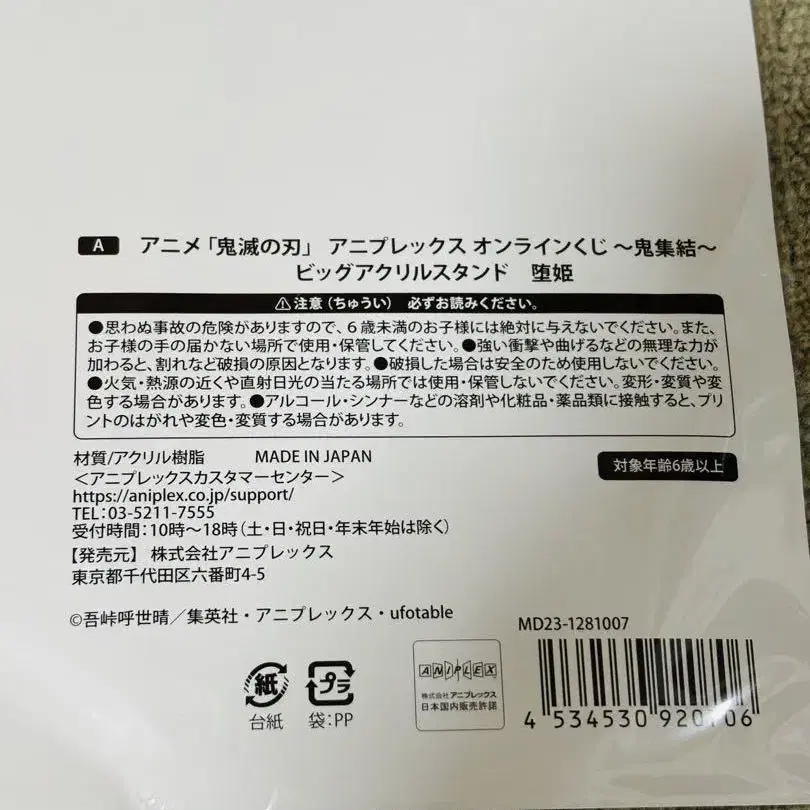 A アニメ「鬼滅の刃」 アニプレックス オンラインくじ ～鬼集結～
ビッグアクリルスタンド 堕姫
⚠注意（ちゅうい） 必ずお読みください。
●思わぬ事故の危険がありますので、６歳未満のお子様には絶対に与えないでください。また、
お子様の手の届かない場所で使用・保管してください。●強い衝撃や曲げるなどの無理な力が
加わると、割れなど破損の原因となります。●破損した場合は安全のため使用しないでください。
●火気・熱源の近くや直射日光の当たる場所では使用・保管しないでください。変形・変質や変
色する場合があります。●アルコール・シンナーなどの溶剤や化粧品・薬品類に接触すると、プリ
ントのはがれや変色・変質する場合があります。
材質/アクリル樹脂 MADE IN JAPAN
対象年齢6歳以上
＜アニプレックスカスタマーセンター＞
https://aniplex.co.jp/support/
TEL：03-5211-7555
受付時間：10時～18時（土・日・祝日・年末年始は除く）
【発売元】 株式会社アニプレックス
東京都千代田区六番町4-5
©吾峠呼世晴／集英社・アニプレックス・ufotable
MD23-1281007
紙
台紙
プラ
袋：PP
ANIPLEX
株式会社アニプレックス
日本国内販売許諾
4 534530 920706